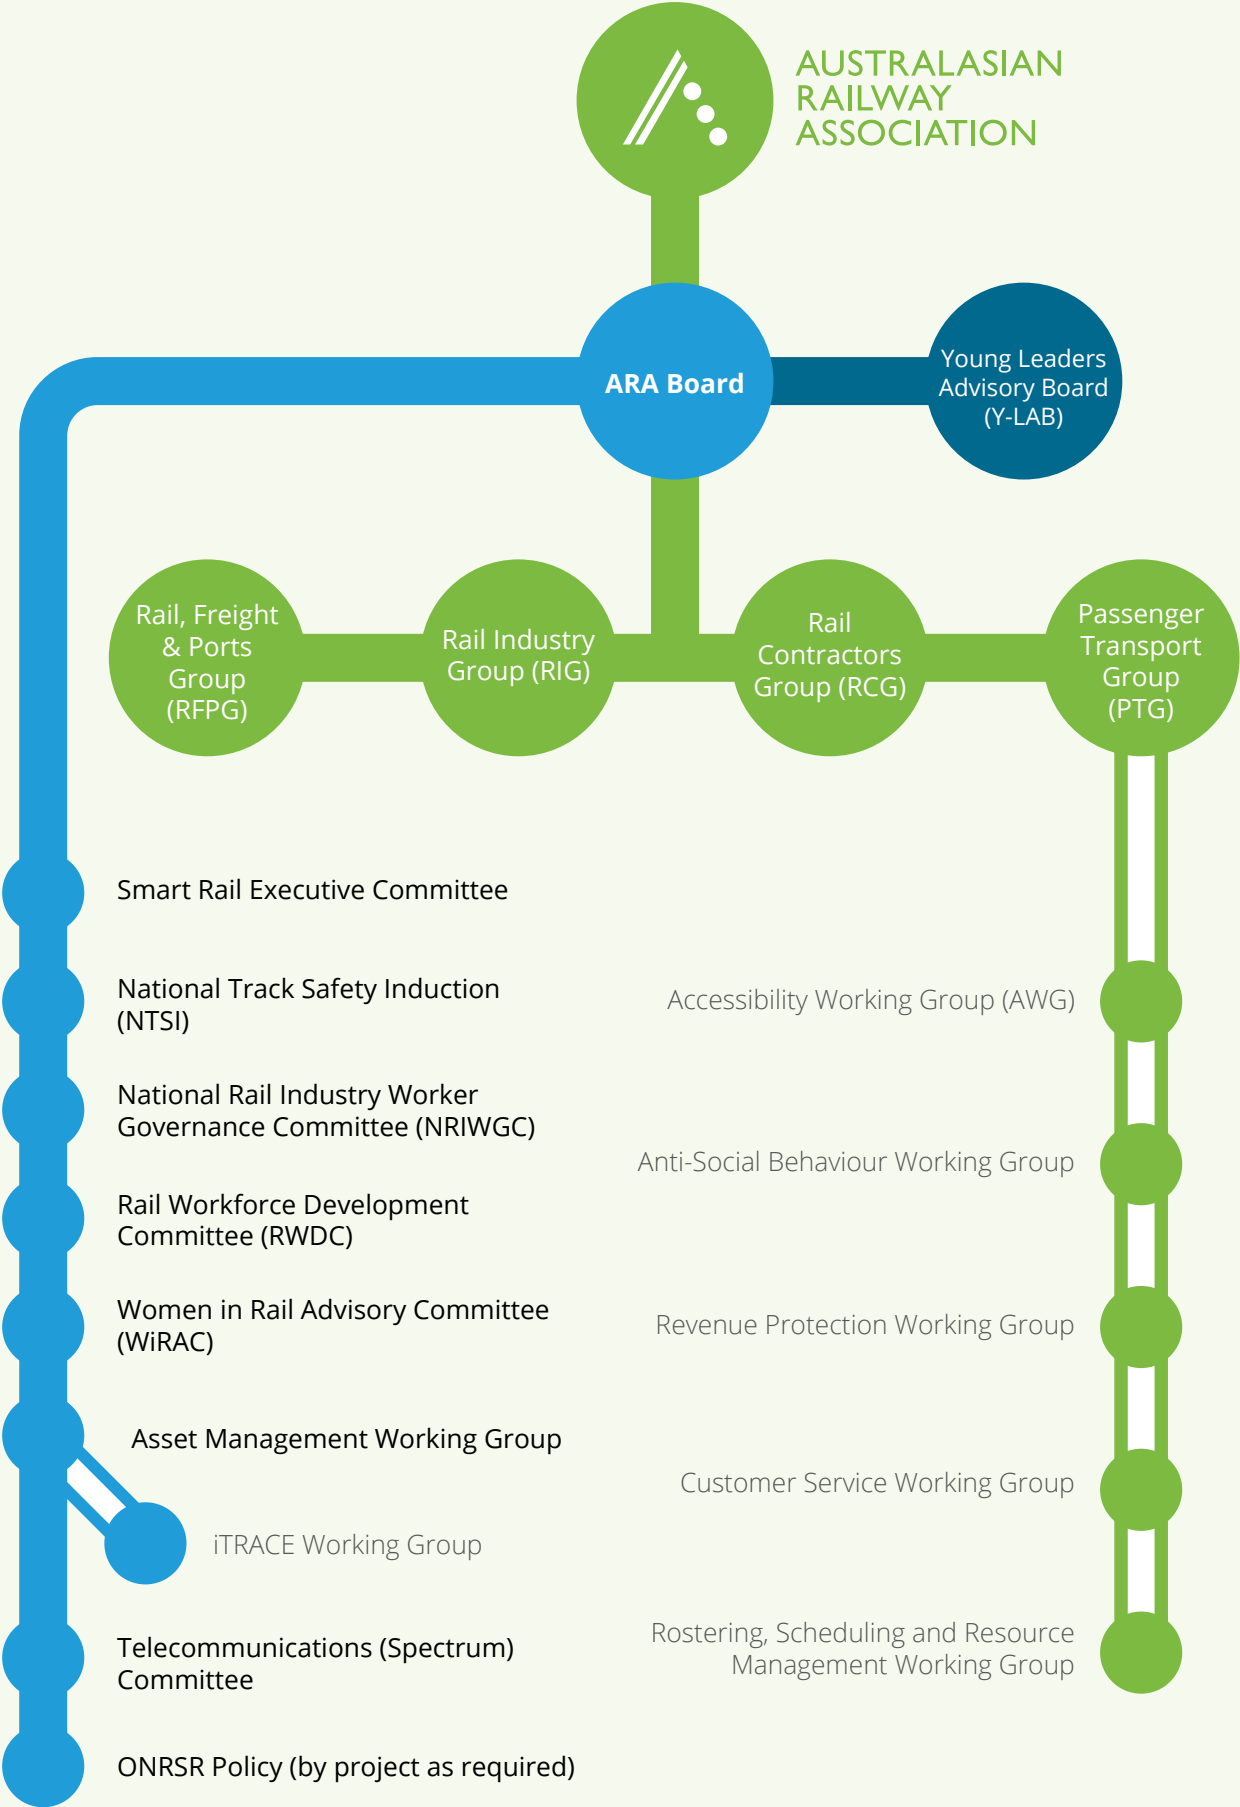 AUSTRALASIAN
RAILWAY
ASSOCIATION
ARA Board
Young Leaders
Advisory Board
(Y-LAB)
Rail, Freight
& Ports
Group
(RFPG)
Rail Industry
Group (RIG)
Rail
Contractors
Group (RCG)
Passenger
Transport
Group
(PTG)
Smart Rail Executive Committee
National Track Safety Induction
(NTSI)
National Rail Industry Worker
Governance Committee (NRIWGC)
Rail Workforce Development
Committee (RWDC)
Women in Rail Advisory Committee
(WiRAC)
Asset Management Working Group
iTRACE Working Group
Telecommunications (Spectrum)
Committee
ONRSR Policy (by project as required)
Accessibility Working Group (AWG)
Anti-Social Behaviour Working Group
Revenue Protection Working Group
Customer Service Working Group
Rostering, Scheduling and Resource
Management Working Group